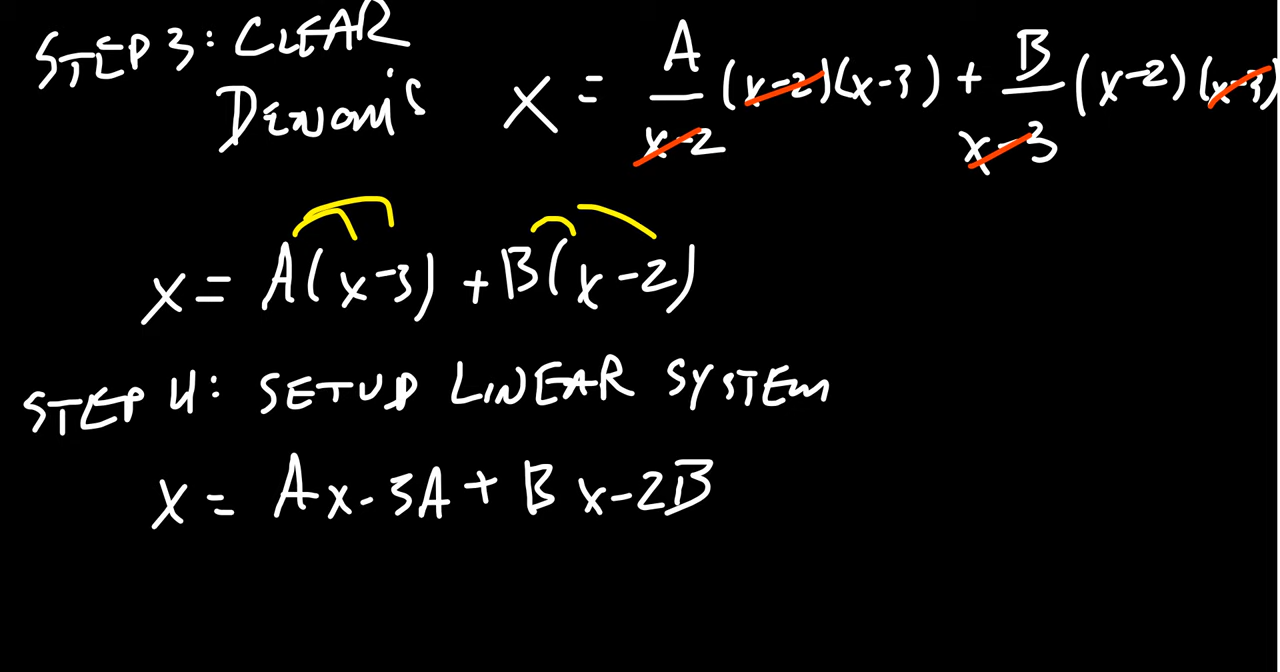 STEP 3: CLEAR DENOM'S
x = A/(x-2) (x-2)(x-3) + B/(x-3) (x-2)(x-3)
x = A(x-3) + B(x-2)
STEP 4: SETUP LINEAR SYSTEM
x = Ax - 3A + Bx - 2B